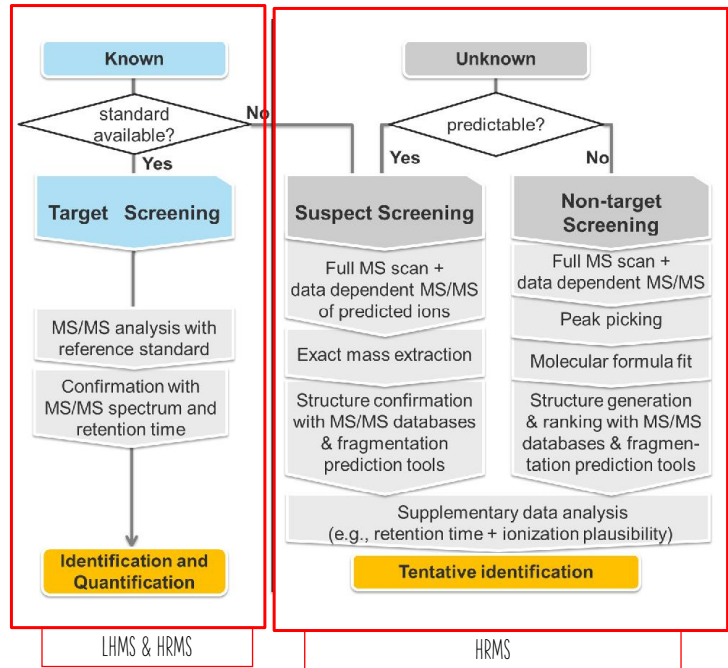 Known
standard
available?
No
Yes
Target Screening
MS/MS analysis with
reference standard
Confirmation with
MS/MS spectrum and
retention time
Identification and
Quantification
LHMS & HRMS
Unknown
predictable?
Yes
No
Suspect Screening
Full MS scan +
data dependent MS/MS
of predicted ions
Exact mass extraction
Structure confirmation
with MS/MS databases
& fragmentation
prediction tools
Non-target
Screening
Full MS scan +
data dependent MS/MS
Peak picking
Molecular formula fit
Structure generation
& ranking with MS/MS
databases & fragmen-
tation prediction tools
Supplementary data analysis
(e.g., retention time + ionization plausibility)
Tentative identification
HRMS